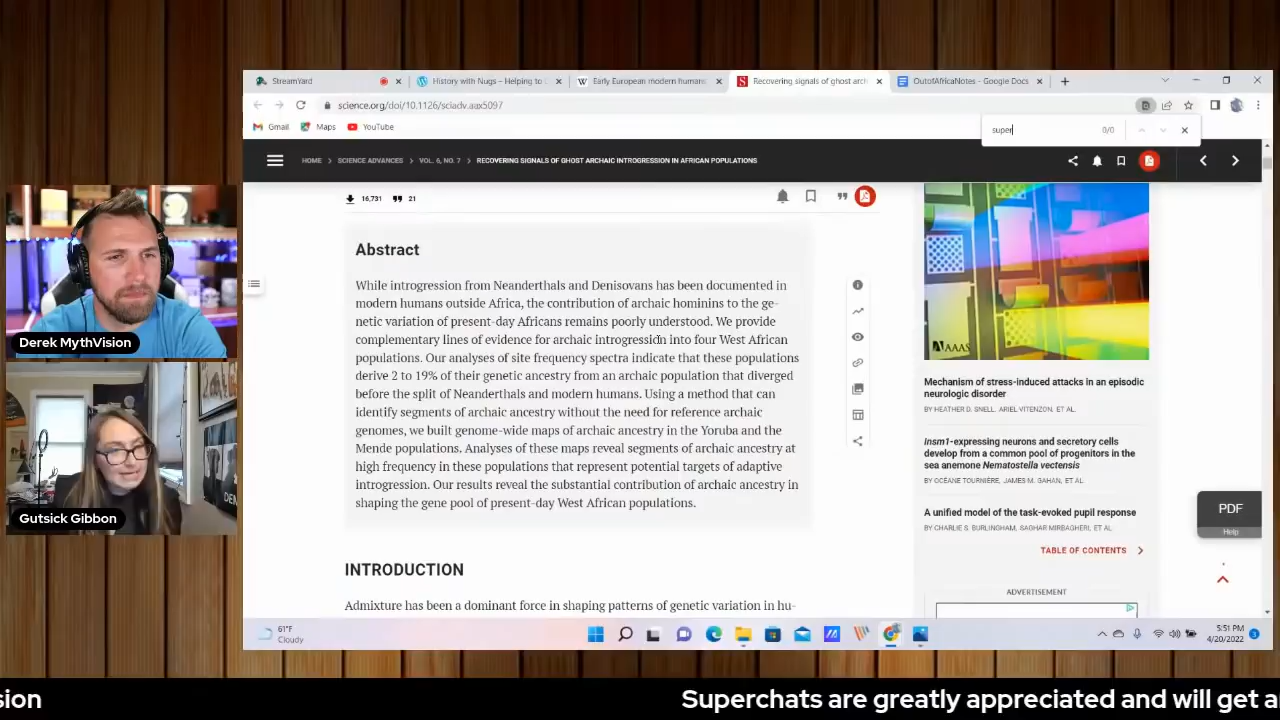 StreamYard
History with Nugs – Helping to
Early European modern humans
Recovering signals of ghost arch
OutofAfricaNotes - Google Docs
science.org/doi/10.1126/sciadv.aax5097
Gmail
Maps
YouTube
super
0/0
HOME
SCIENCE ADVANCES
VOL. 6, NO. 7
RECOVERING SIGNALS OF GHOST ARCHAIC INTROGRESSION IN AFRICAN POPULATIONS
16,731
21
Abstract
While introgression from Neanderthals and Denisovans has been documented in
modern humans outside Africa, the contribution of archaic hominins to the ge-
netic variation of present-day Africans remains poorly understood. We provide
complementary lines of evidence for archaic introgression into four West African
populations. Our analyses of site frequency spectra indicate that these populations
derive 2 to 19% of their genetic ancestry from an archaic population that diverged
before the split of Neanderthals and modern humans. Using a method that can
identify segments of archaic ancestry without the need for reference archaic
genomes, we built genome-wide maps of archaic ancestry in the Yoruba and the
Mende populations. Analyses of these maps reveal segments of archaic ancestry at
high frequency in these populations that represent potential targets of adaptive
introgression. Our results reveal the substantial contribution of archaic ancestry in
shaping the gene pool of present-day West African populations.
INTRODUCTION
Admixture has been a dominant force in shaping patterns of genetic variation in hu-
AAAS
Mechanism of stress-induced attacks in an episodic
neurologic disorder
BY HEATHER D. SNELL, ARIEL VITENZON, ET AL.
Insm1-expressing neurons and secretory cells
develop from a common pool of progenitors in the
sea anemone Nematostella vectensis
BY OCÉANE TOURNIÈRE, JAMES M. GAHAN, ET AL.
A unified model of the task-evoked pupil response
BY CHARLIE S. BURLINGHAM, SAGHAR MIRBAGHERI, ET AL.
TABLE OF CONTENTS
ADVERTISEMENT
PDF
Help
Derek MythVision
Gutsick Gibbon
61°F
Cloudy
5:51 PM
4/20/2022
sion
Superchats are greatly appreciated and will get a